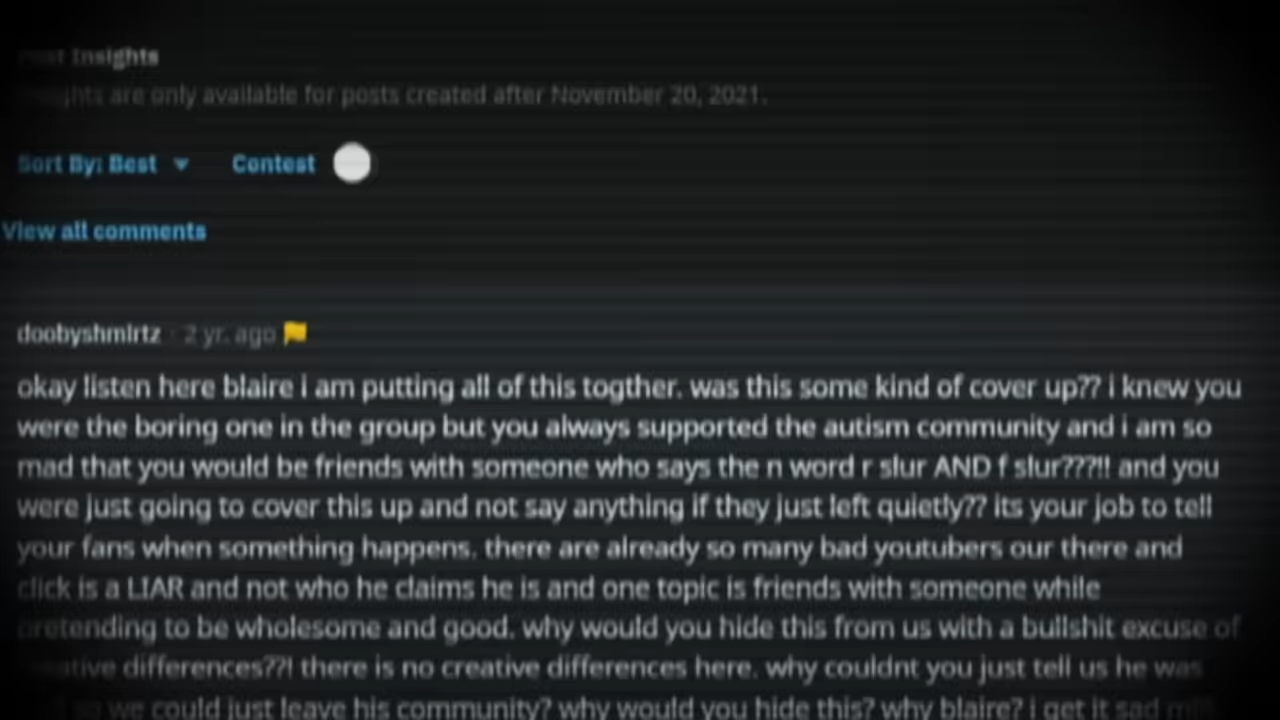 Insights
are only available for posts created after November 20, 2021.
Sort By: Best Contest
View all comments
doobyshmirtz · 2 yr. ago
okay listen here blaire i am putting all of this togther. was this some kind of cover up?? i knew you
were the boring one in the group but you always supported the autism community and i am so
mad that you would be friends with someone who says the n word r slur AND f slur???!! and you
were just going to cover this up and not say anything if they just left quietly?? its your job to tell
your fans when something happens. there are already so many bad youtubers our there and
click is a LIAR and not who he claims he is and one topic is friends with someone while
pretending to be wholesome and good. why would you hide this from us with a bullshit excuse of
differences??! there is no creative differences here. why couldnt you just tell us he was
we could just leave his community? why would you hide this? why blaire? i get it sad